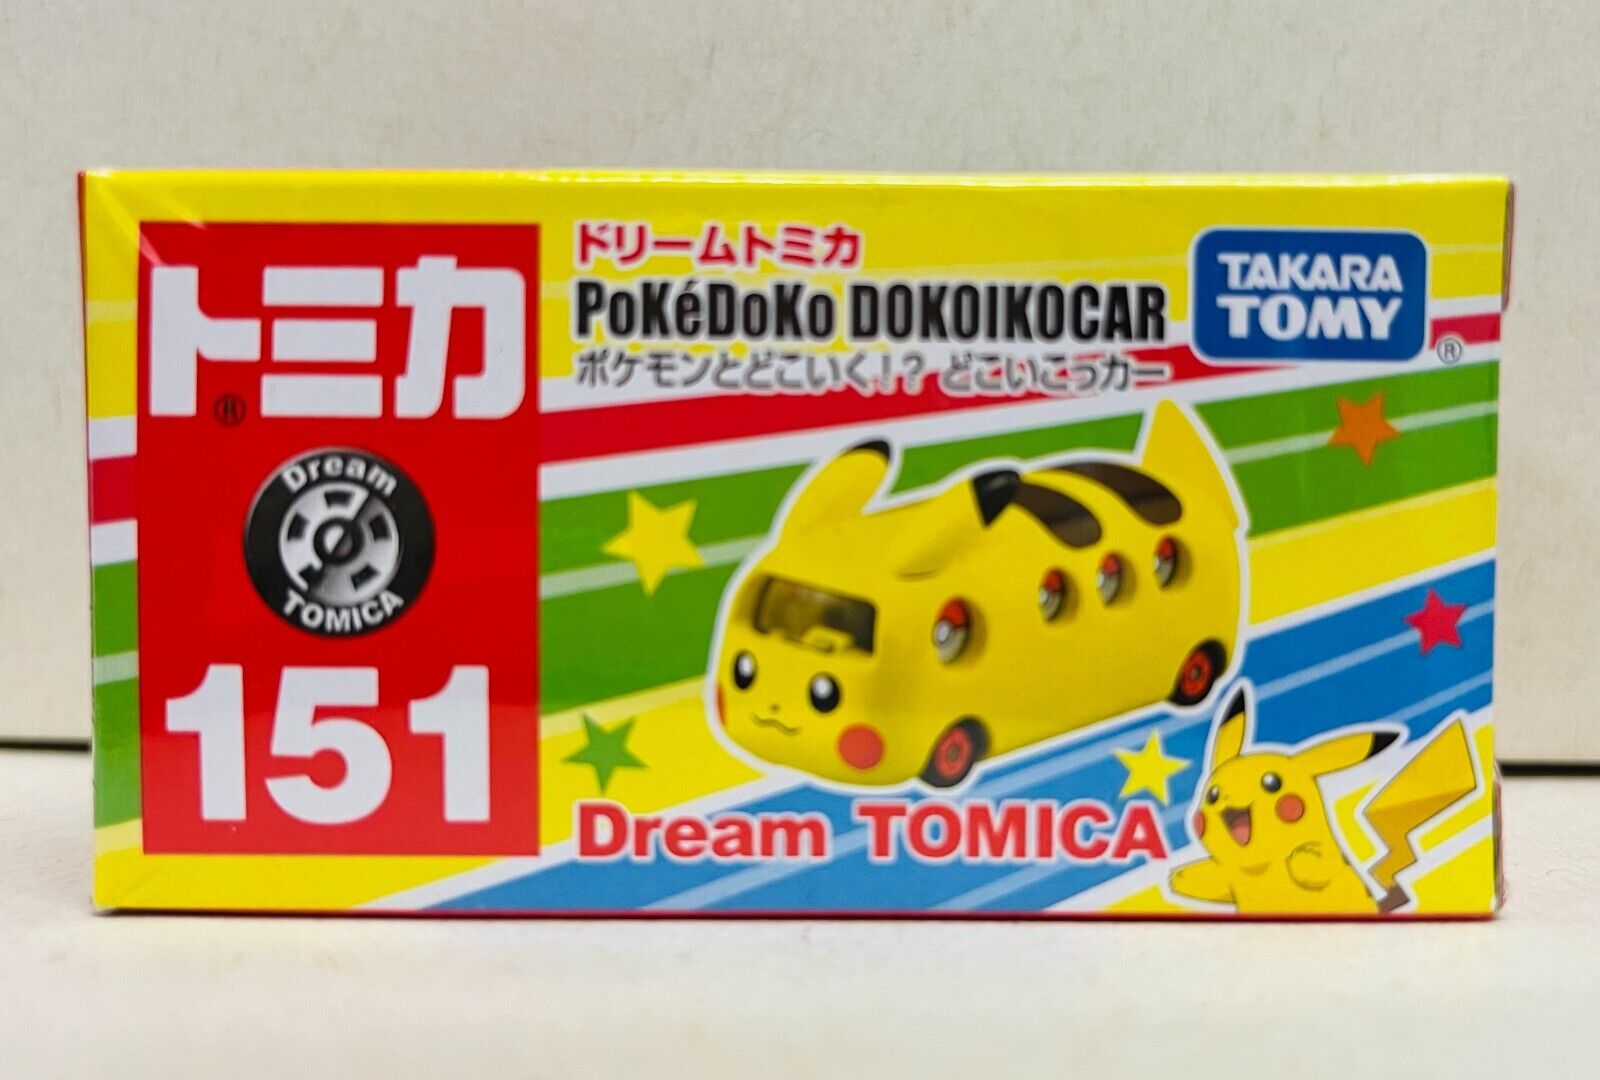 トミカ
®
Dream
TOMICA
151
ドリームトミカ
PoKéDoKo DOKOIKOCAR
ポケモンとどこいく!? どこいこっカー
TAKARA
TOMY
®
Dream TOMICA